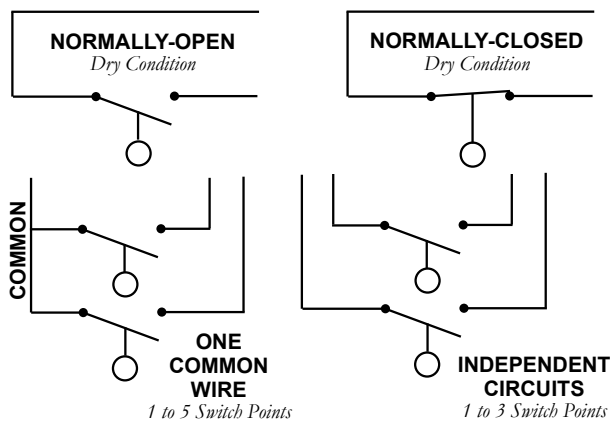 NORMALLY-OPEN
Dry Condition
NORMALLY-CLOSED
Dry Condition
COMMON
ONE
COMMON
WIRE
1 to 5 Switch Points
INDEPENDENT
CIRCUITS
1 to 3 Switch Points